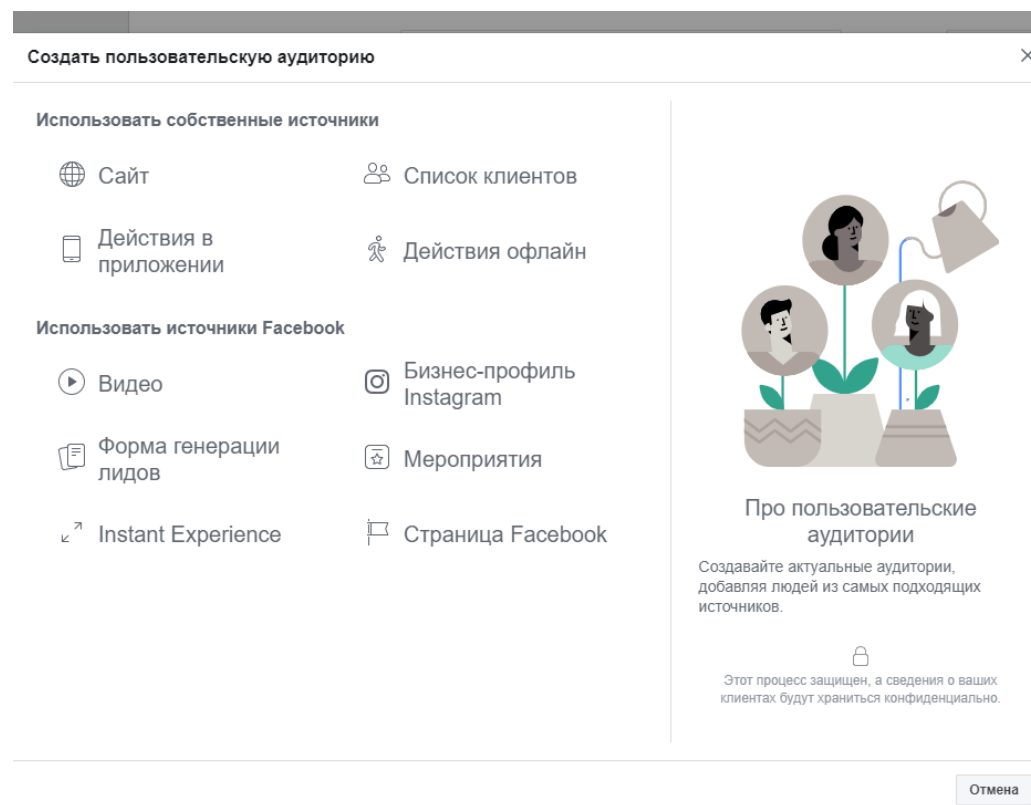 Создать пользовательскую аудиторию
Использовать собственные источники
Сайт
Список клиентов
Действия в
приложении
Действия офлайн
Использовать источники Facebook
Видео
Бизнес-профиль
Instagram
Форма генерации
лидов
Мероприятия
Instant Experience
Страница Facebook
Про пользовательские
аудитории
Создавайте актуальные аудитории,
добавляя людей из самых подходящих
источников.
Этот процесс защищен, а сведения о ваших
клиентах будут храниться конфиденциально.
Отмена